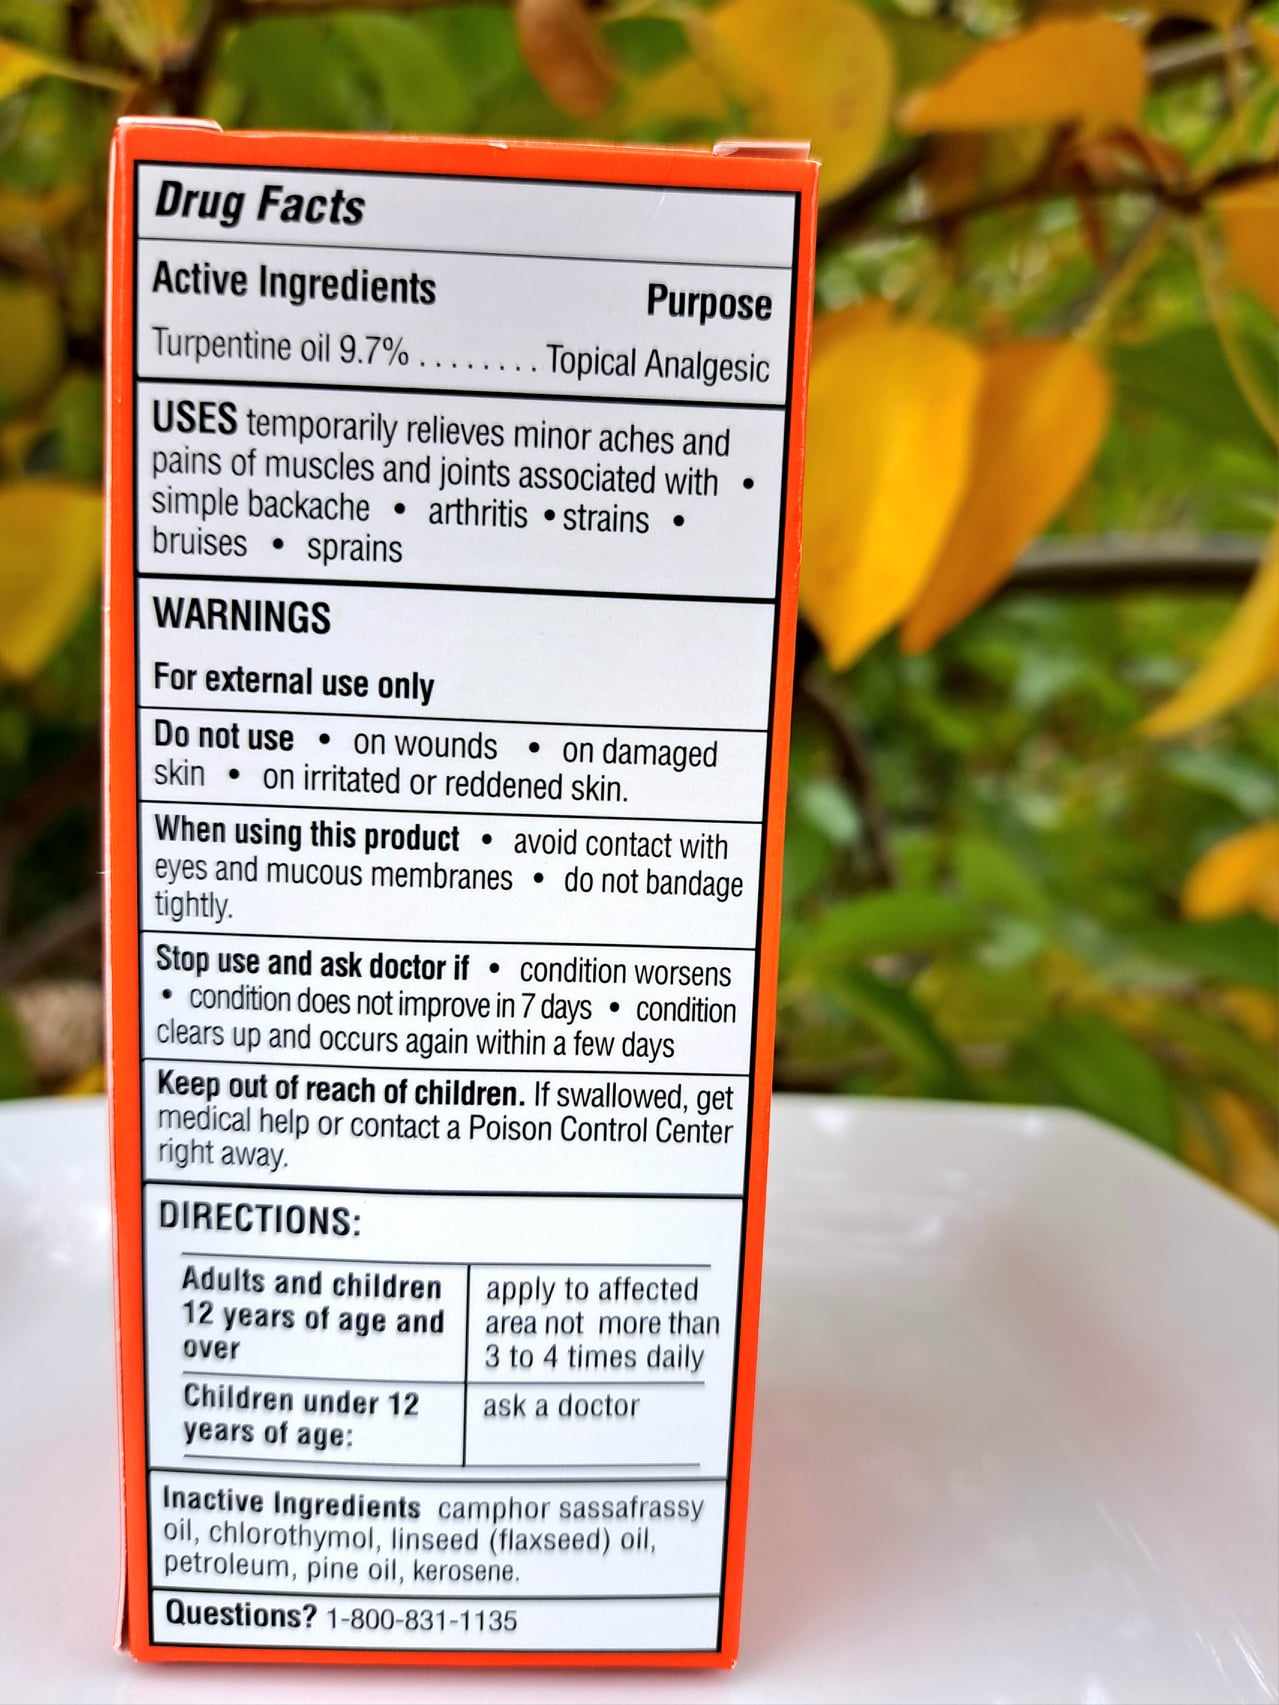 Drug Facts
Active Ingredients Purpose
Turpentine oil 9.7% ........ Topical Analgesic
USES temporarily relieves minor aches and
pains of muscles and joints associated with •
simple backache • arthritis • strains •
bruises • sprains
WARNINGS
For external use only
Do not use • on wounds • on damaged
skin • on irritated or reddened skin.
When using this product • avoid contact with
eyes and mucous membranes • do not bandage
tightly.
Stop use and ask doctor if • condition worsens
• condition does not improve in 7 days • condition
clears up and occurs again within a few days
Keep out of reach of children. If swallowed, get
medical help or contact a Poison Control Center
right away.
DIRECTIONS:
Adults and children
12 years of age and
over
apply to affected
area not more than
3 to 4 times daily
Children under 12
years of age:
ask a doctor
Inactive Ingredients camphor sassafrassy
oil, chlorothymol, linseed (flaxseed) oil,
petroleum, pine oil, kerosene.
Questions? 1-800-831-1135